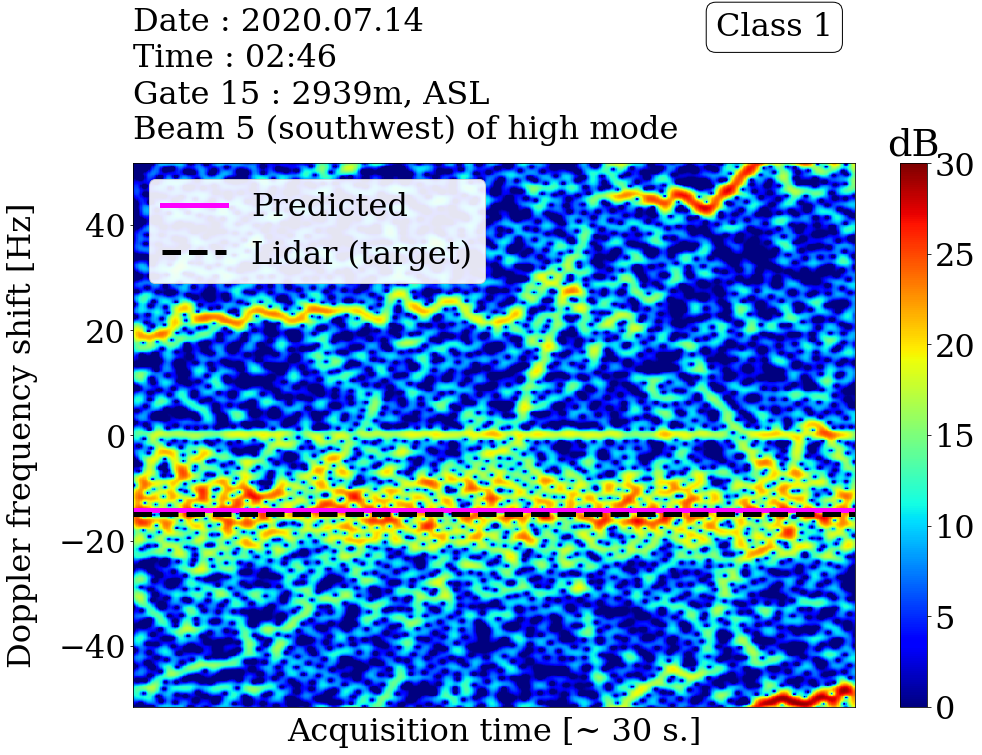 Date : 2020.07.14
Time : 02:46
Gate 15 : 2939m, ASL
Beam 5 (southwest) of high mode
Class 1
dB
Predicted
Lidar (target)
Doppler frequency shift [Hz]
40
20
0
−20
−40
30
25
20
15
10
5
0
Acquisition time [~ 30 s.]